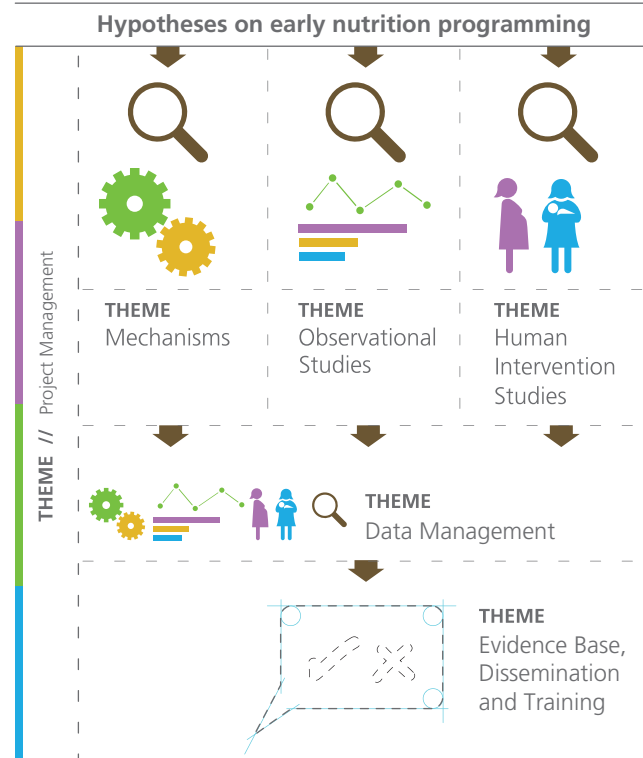 Hypotheses on early nutrition programming
THEME // Project Management
THEME
Mechanisms
THEME
Observational
Studies
THEME
Human
Intervention
Studies
THEME
Data Management
THEME
Evidence Base,
Dissemination
and Training